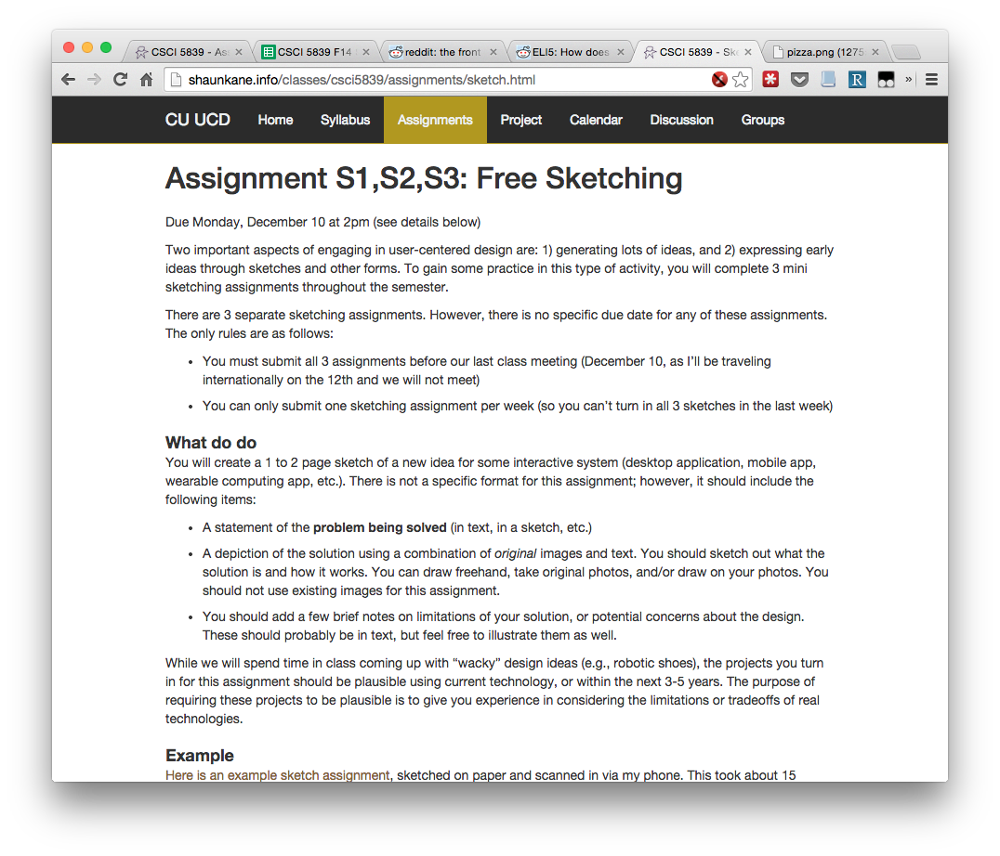 CSCI 5839 - As
CSCI 5839 F14
reddit: the front
ELI5: How does
CSCI 5839 - Sk
pizza.png (1275
shaunkane.info/classes/csci5839/assignments/sketch.html
R
»
CU UCD Home Syllabus Assignments Project Calendar Discussion Groups
Assignment S1,S2,S3: Free Sketching
Due Monday, December 10 at 2pm (see details below)
Two important aspects of engaging in user-centered design are: 1) generating lots of ideas, and 2) expressing early
ideas through sketches and other forms. To gain some practice in this type of activity, you will complete 3 mini
sketching assignments throughout the semester.
There are 3 separate sketching assignments. However, there is no specific due date for any of these assignments.
The only rules are as follows:
• You must submit all 3 assignments before our last class meeting (December 10, as I’ll be traveling
internationally on the 12th and we will not meet)
• You can only submit one sketching assignment per week (so you can’t turn in all 3 sketches in the last week)
What do do
You will create a 1 to 2 page sketch of a new idea for some interactive system (desktop application, mobile app,
wearable computing app, etc.). There is not a specific format for this assignment; however, it should include the
following items:
• A statement of the problem being solved (in text, in a sketch, etc.)
• A depiction of the solution using a combination of original images and text. You should sketch out what the
solution is and how it works. You can draw freehand, take original photos, and/or draw on your photos. You
should not use existing images for this assignment.
• You should add a few brief notes on limitations of your solution, or potential concerns about the design.
These should probably be in text, but feel free to illustrate them as well.
While we will spend time in class coming up with “wacky” design ideas (e.g., robotic shoes), the projects you turn
in for this assignment should be plausible using current technology, or within the next 3-5 years. The purpose of
requiring these projects to be plausible is to give you experience in considering the limitations or tradeoffs of real
technologies.
Example
Here is an example sketch assignment, sketched on paper and scanned in via my phone. This took about 15